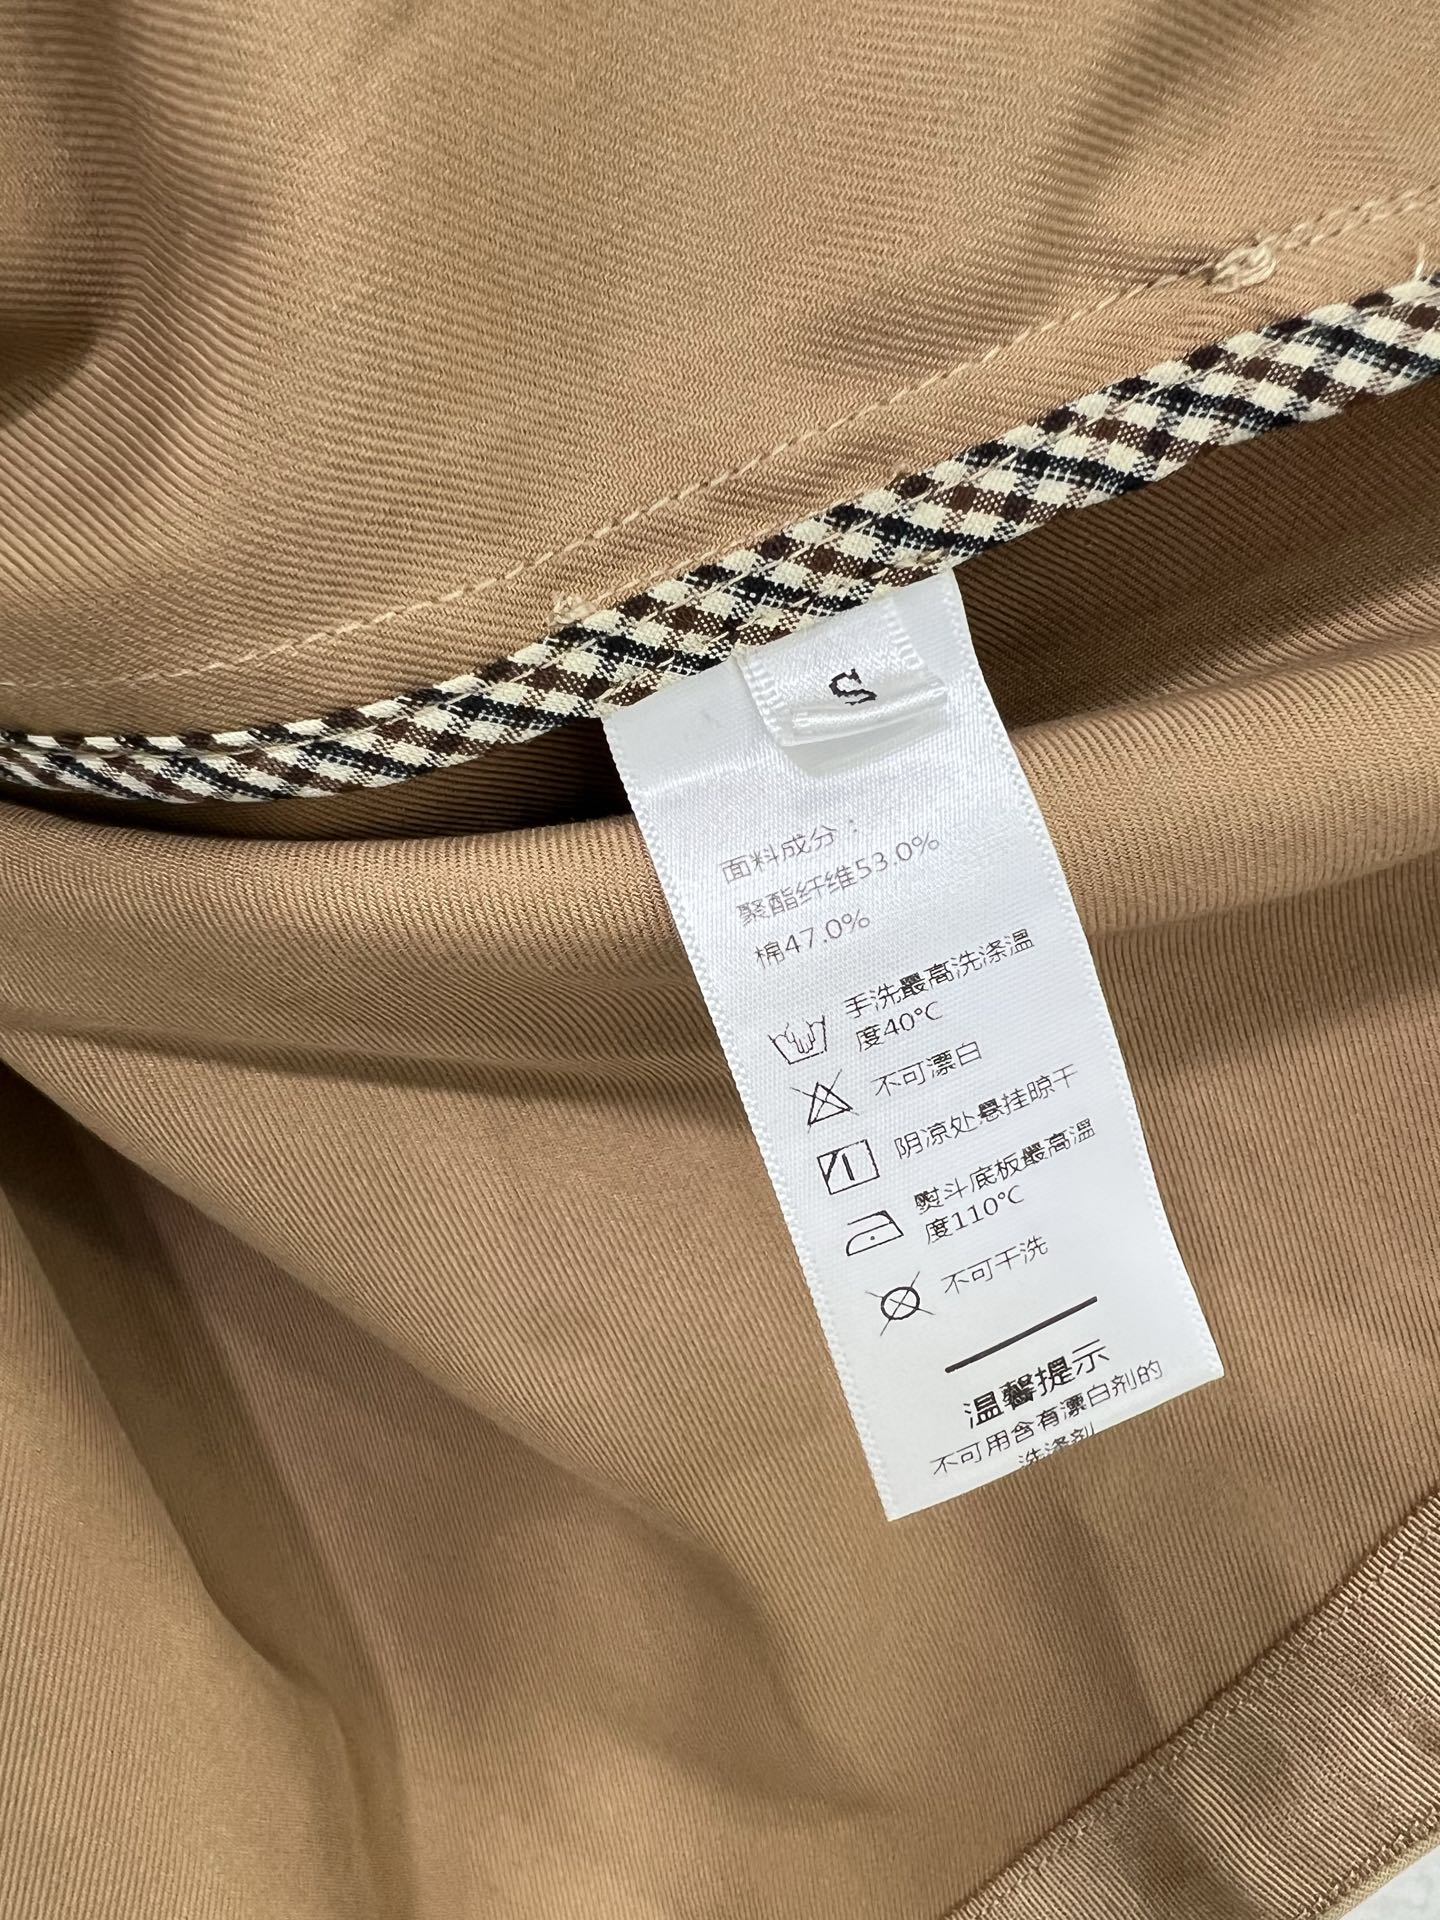 S
面料成分：
聚酯纤维53.0%
棉47.0%
手洗最高洗涤温
度40℃
不可漂白
阴凉处悬挂晾干
熨斗底板最高温
度110℃
不可干洗
温馨提示
不可用含有漂白剂的
洗涤剂